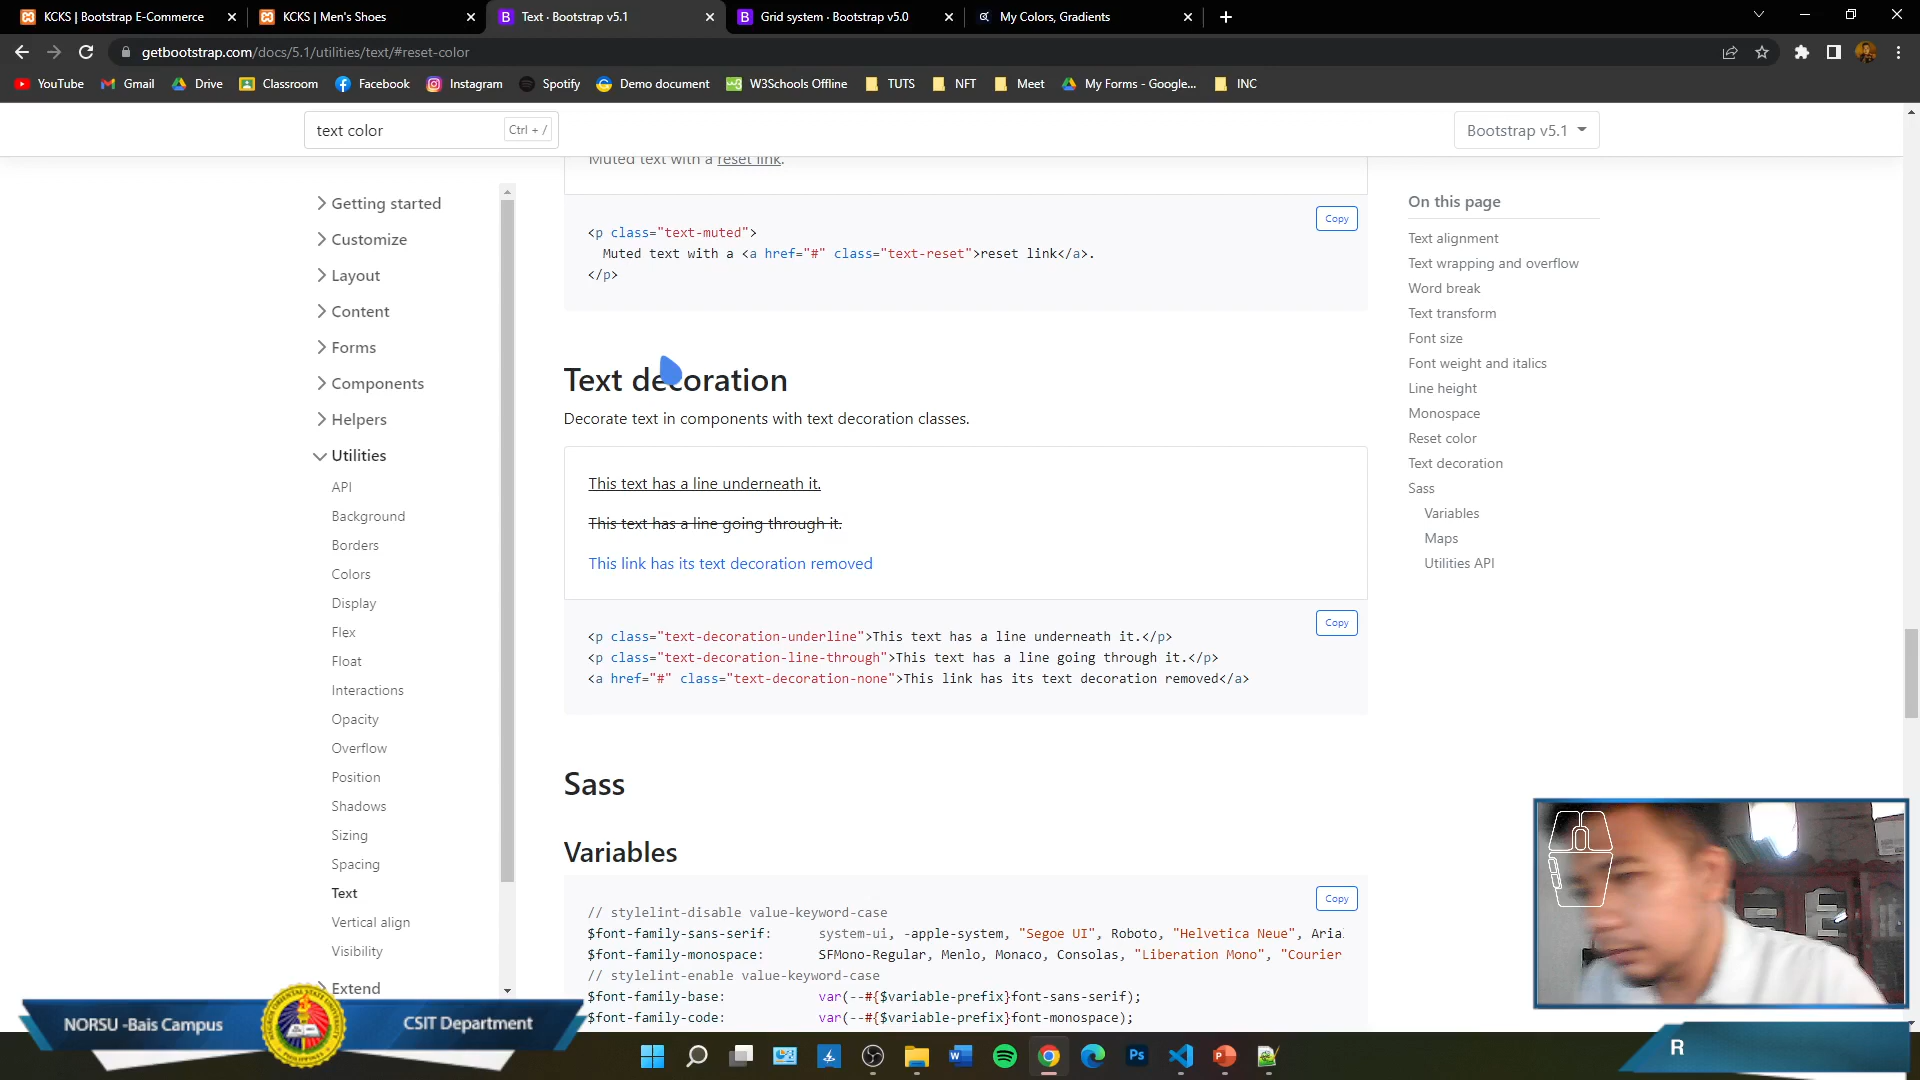 KCKS | Bootstrap E-Commerce
KCKS | Men's Shoes
Text · Bootstrap v5.1
Grid system · Bootstrap v5.0
My Colors, Gradients
getbootstrap.com/docs/5.1/utilities/text/#reset-color
YouTube
Gmail
Drive
Classroom
Facebook
Instagram
Spotify
Demo document
W3Schools Offline
TUTS
NFT
Meet
My Forms - Google...
INC
text color
Ctrl + /
Bootstrap v5.1
Getting started
Customize
Layout
Content
Forms
Components
Helpers
Utilities
API
Background
Borders
Colors
Display
Flex
Float
Interactions
Opacity
Overflow
Position
Shadows
Sizing
Spacing
Text
Vertical align
Visibility
Extend
Muted text with a reset link.
Copy
<p class="text-muted">
Muted text with a <a href="#" class="text-reset">reset link</a>.
</p>
Text decoration
Decorate text in components with text decoration classes.
This text has a line underneath it.
This text has a line going through it.
This link has its text decoration removed
Copy
<p class="text-decoration-underline">This text has a line underneath it.</p>
<p class="text-decoration-line-through">This text has a line going through it.</p>
<a href="#" class="text-decoration-none">This link has its text decoration removed</a>
Sass
Variables
Copy
// stylelint-disable value-keyword-case
$font-family-sans-serif: system-ui, -apple-system, "Segoe UI", Roboto, "Helvetica Neue", Aria
$font-family-monospace: SFMono-Regular, Menlo, Monaco, Consolas, "Liberation Mono", "Courier
// stylelint-enable value-keyword-case
$font-family-base: var(--#{$variable-prefix}font-sans-serif);
$font-family-code: var(--#{$variable-prefix}font-monospace);
On this page
Text alignment
Text wrapping and overflow
Word break
Text transform
Font size
Font weight and italics
Line height
Monospace
Reset color
Text decoration
Sass
Variables
Maps
Utilities API
NORSU -Bais Campus
CSIT Department
R